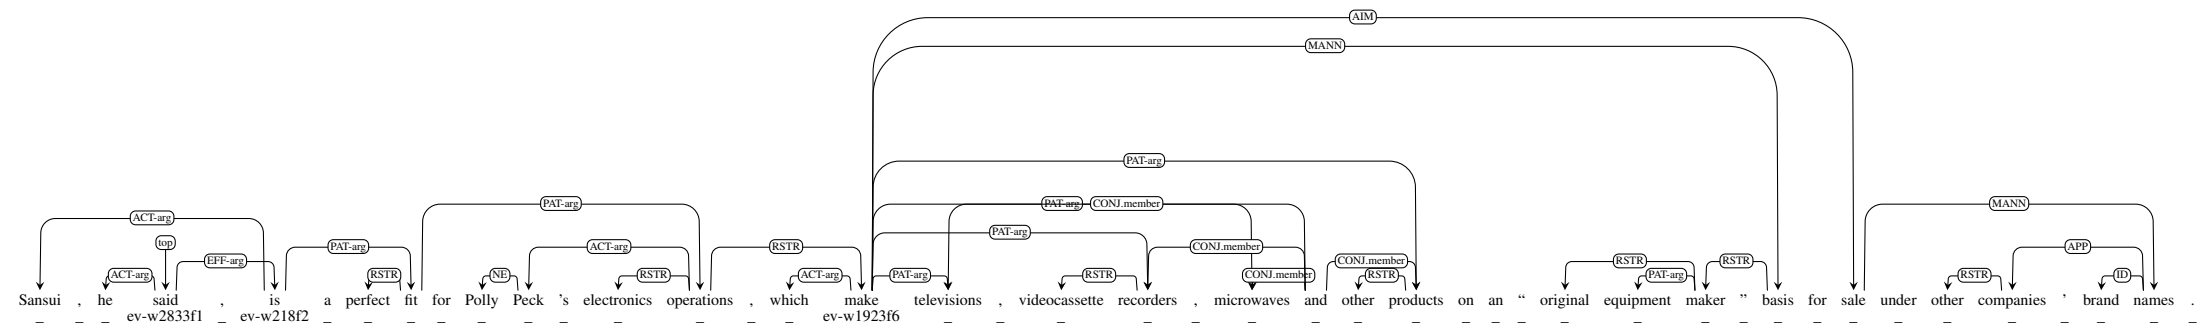 AIM
MANN
PAT-arg
PAT-arg CONJ.member
ACT-arg PAT-arg MANN
PAT-arg
top PAT-arg ACT-arg RSTR CONJ.member APP
EFF-arg CONJ.member RSTR RSTR
ACT-arg RSTR NE RSTR ACT-arg PAT-arg RSTR CONJ.member RSTR PAT-arg RSTR ID
Sansui , he said , is a perfect fit for Polly Peck 's electronics operations , which make televisions , videocassette recorders , microwaves and other products on an “ original equipment maker ” basis for sale under other companies ’ brand names .
_ _ _ ev-w2833f1 _ ev-w218f2 _ _ _ _ _ _ _ _ _ _ _ ev-w1923f6 _ _ _ _ _ _ _ _ _ _ _ _ _ _ _ _ _ _ _ _ _ _ _ _ _ _